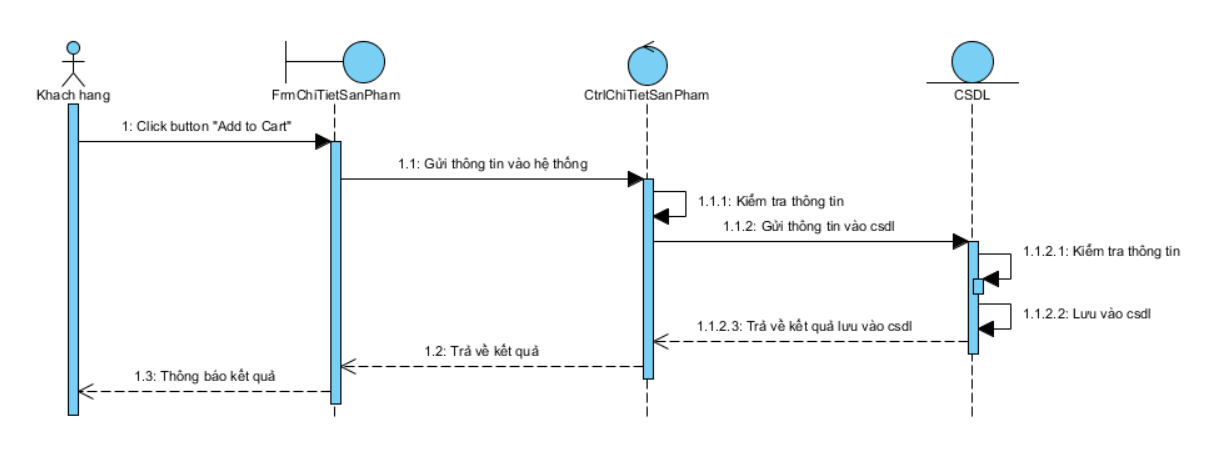 Khach hang
FrmChiTietSanPham
CtrlChiTietSanPham
CSDL
1: Click button "Add to Cart"
1.1: Gửi thông tin vào hệ thống
1.1.1: Kiểm tra thông tin
1.1.2: Gửi thông tin vào csdl
1.1.2.1: Kiểm tra thông tin
1.1.2.2: Lưu vào csdl
1.1.2.3: Trả về kết quả lưu vào csdl
1.2: Trả về kết quả
1.3: Thông báo kết quả